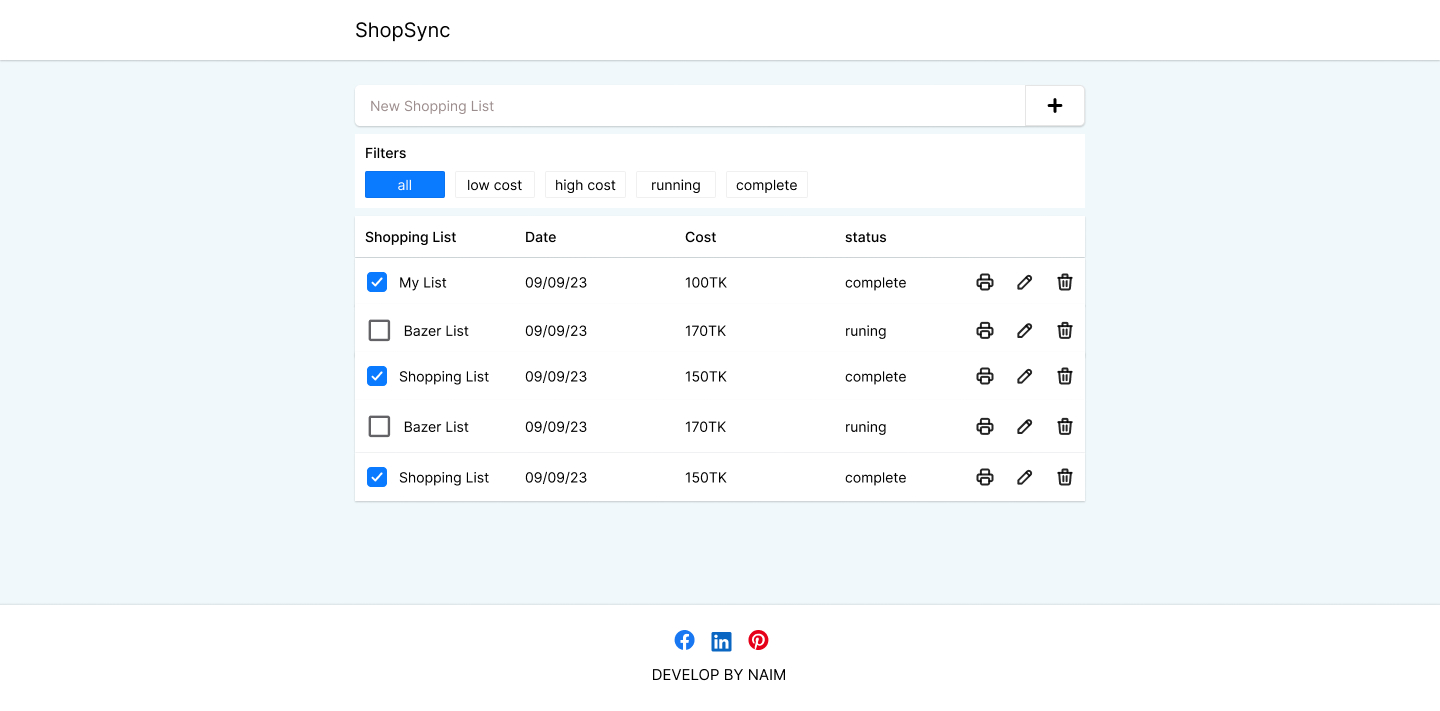 ShopSync
New Shopping List
Filters
all low cost high cost running complete
Shopping List Date Cost status
My List 09/09/23 100TK complete
Bazer List 09/09/23 170TK runing
Shopping List 09/09/23 150TK complete
Bazer List 09/09/23 170TK runing
Shopping List 09/09/23 150TK complete
in
DEVELOP BY NAIM